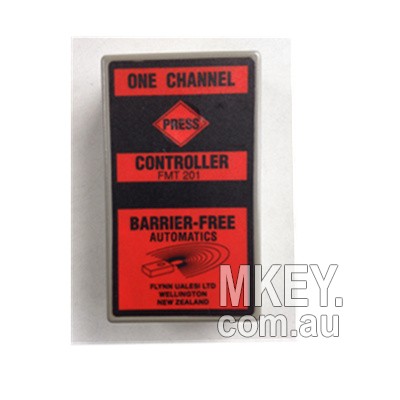 ONE CHANNEL
PRESS
CONTROLLER
FMT 201
BARRIER-FREE
AUTOMATICS
FLYNN UALESI LTD
WELLINGTON
NEW ZEALAND
MKEY.
com.au